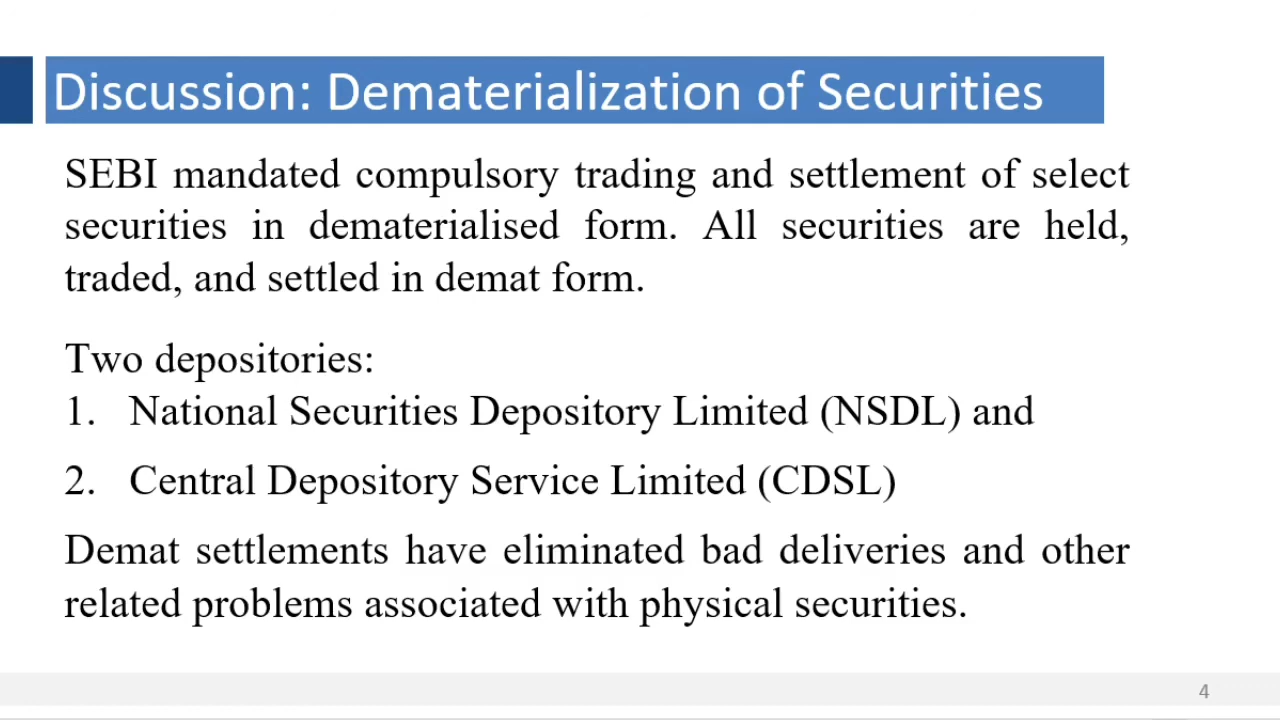 Discussion: Dematerialization of Securities
SEBI mandated compulsory trading and settlement of select
securities in dematerialised form. All securities are held,
traded, and settled in demat form.
Two depositories:
1. National Securities Depository Limited (NSDL) and
2. Central Depository Service Limited (CDSL)
Demat settlements have eliminated bad deliveries and other
related problems associated with physical securities.
4